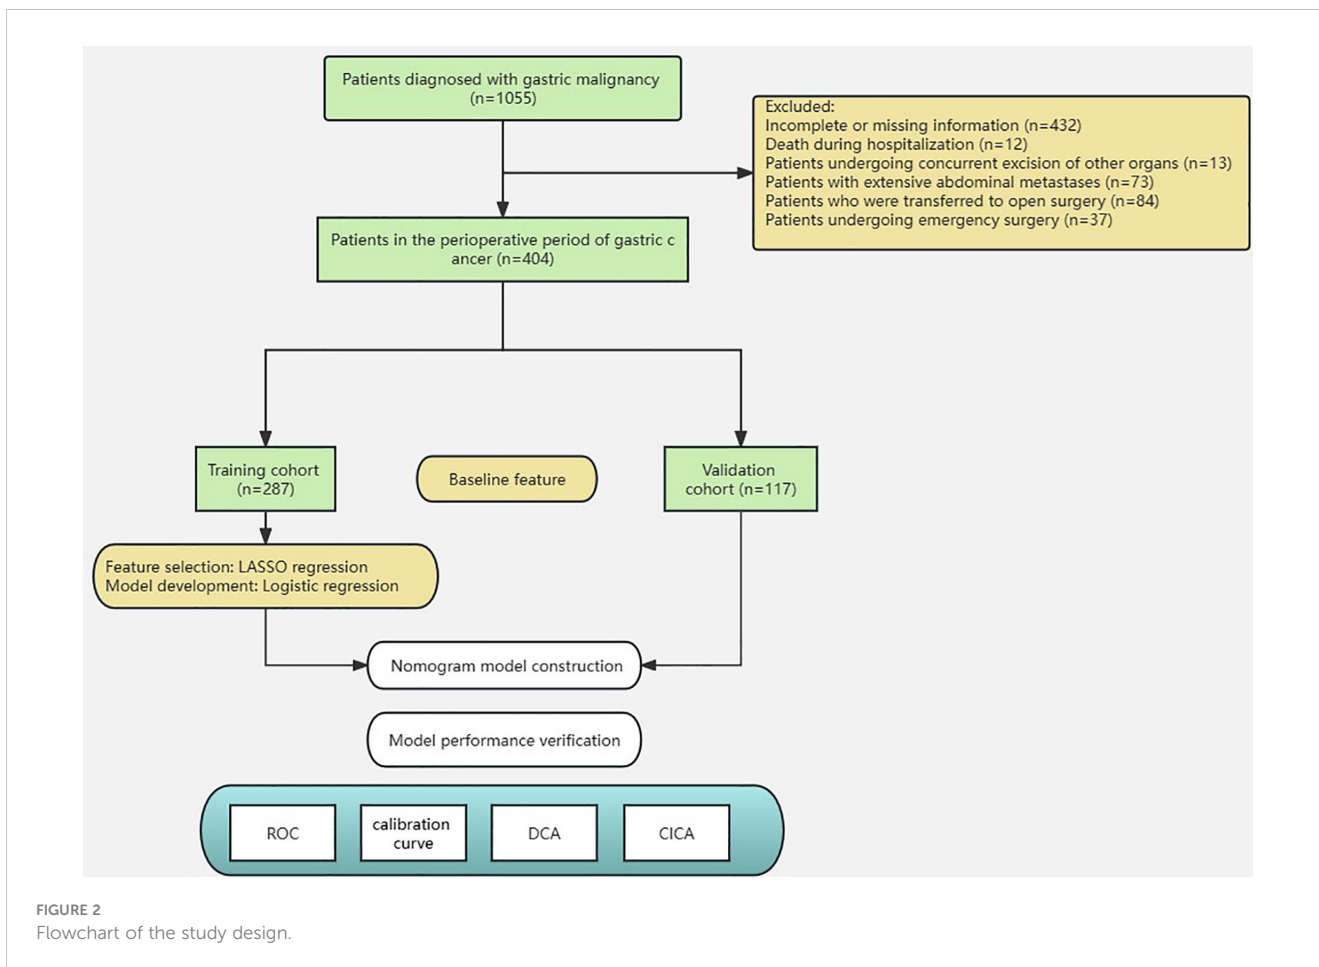 Patients diagnosed with gastric malignancy
(n=1055)
Excluded:
Incomplete or missing information (n=432)
Death during hospitalization (n=12)
Patients undergoing concurrent excision of other organs (n=13)
Patients with extensive abdominal metastases (n=73)
Patients who were transferred to open surgery (n=84)
Patients undergoing emergency surgery (n=37)
Patients in the perioperative period of gastric c
ancer (n=404)
Training cohort
(n=287)
Baseline feature
Validation
cohort (n=117)
Feature selection: LASSO regression
Model development: Logistic regression
Nomogram model construction
Model performance verification
ROC
calibration
curve
DCA
CICA
FIGURE 2
Flowchart of the study design.